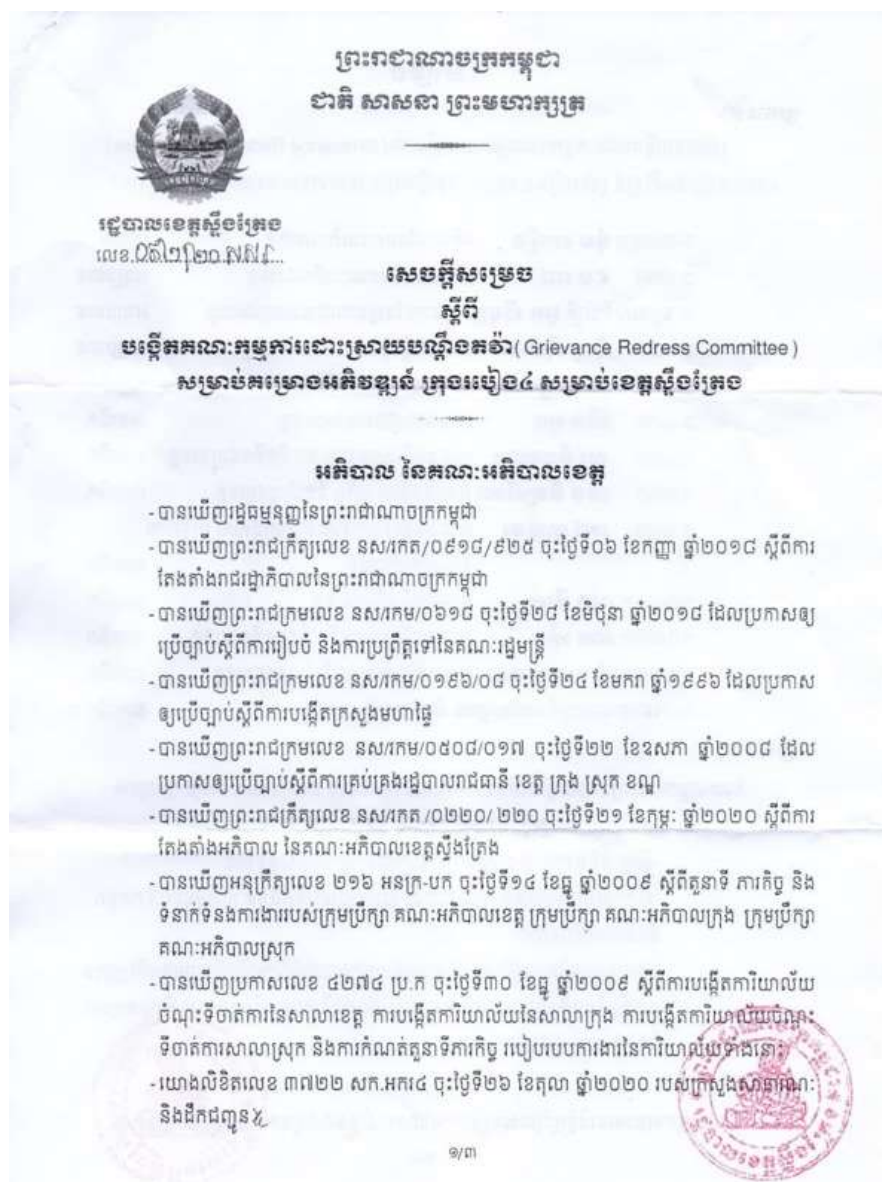 ព្រះរាជាណាចក្រកម្ពុជា
ជាតិ សាសនា ព្រះមហាក្សត្រ
រដ្ឋបាលខេត្តស្ទឹងត្រែង
លេខ
សេចក្តីសម្រេច
ស្តីពី
បង្កើតគណៈកម្មការដោះស្រាយបណ្តឹងតវ៉ា(Grievance Redress Committee)
សម្រាប់គម្រោងអភិវឌ្ឍន៍ ក្រុងរបៀង៤ សម្រាប់ខេត្តស្ទឹងត្រែង
អភិបាល នៃគណៈអភិបាលខេត្ត
- បានឃើញរដ្ឋធម្មនុញ្ញនៃព្រះរាជាណាចក្រកម្ពុជា
- បានឃើញព្រះរាជក្រឹត្យលេខ នស/រកត/០៩១៨/៩២៥ ចុះថ្ងៃទី០៦ ខែកញ្ញា ឆ្នាំ២០១៨ ស្តីពីការ
តែងតាំងរាជរដ្ឋាភិបាលនៃព្រះរាជាណាចក្រកម្ពុជា
- បានឃើញព្រះរាជក្រមលេខ នស/រកម/០៦១៨ ចុះថ្ងៃទី២៨ ខែមិថុនា ឆ្នាំ២០១៨ ដែលប្រកាសឲ្យ
ប្រើច្បាប់ស្តីពីការរៀបចំ និងការប្រព្រឹត្តទៅនៃគណៈរដ្ឋមន្ត្រី
- បានឃើញព្រះរាជក្រមលេខ នស/រកម/០១៩៦/០៨ ចុះថ្ងៃទី២៤ ខែមករា ឆ្នាំ១៩៩៦ ដែលប្រកាស
ឲ្យប្រើច្បាប់ស្តីពីការបង្កើតក្រសួងមហាផ្ទៃ
- បានឃើញព្រះរាជក្រមលេខ នស/រកម/០៥០៨/០១៧ ចុះថ្ងៃទី២២ ខែឧសភា ឆ្នាំ២០០៨ ដែល
ប្រកាសឲ្យប្រើច្បាប់ស្តីពីការគ្រប់គ្រងរដ្ឋបាលរាជធានី ខេត្ត ក្រុង ស្រុក ខណ្ឌ
- បានឃើញព្រះរាជក្រឹត្យលេខ នស/រកត /០២២០/ ២២០ ចុះថ្ងៃទី២១ ខែកុម្ភៈ ឆ្នាំ២០២០ ស្តីពីការ
តែងតាំងអភិបាល នៃគណៈអភិបាលខេត្តស្ទឹងត្រែង
- បានឃើញអនុក្រឹត្យលេខ ២១៦ អនក្រ-បក ចុះថ្ងៃទី១៤ ខែធ្នូ ឆ្នាំ២០០៩ ស្តីពីតួនាទី ភារកិច្ច និង
ទំនាក់ទំនងការងាររបស់ក្រុមប្រឹក្សា គណៈអភិបាលខេត្ត ក្រុមប្រឹក្សា គណៈអភិបាលក្រុង ក្រុមប្រឹក្សា
គណៈអភិបាលស្រុក
- បានឃើញប្រកាសលេខ ៤២៧៤ ប្រ.ក ចុះថ្ងៃទី៣០ ខែធ្នូ ឆ្នាំ២០០៩ ស្តីពីការបង្កើតការិយាល័យ
ចំណុះទីចាត់ការនៃសាលាខេត្ត ការបង្កើតការិយាល័យនៃសាលាក្រុង ការបង្កើតការិយាល័យចំណុះ
ទីចាត់ការសាលាស្រុក និងការកំណត់តួនាទីភារកិច្ច របៀបរបបការងារនៃការិយាល័យទាំងនោះ
- យោងលិខិតលេខ ៣៧២២ សក.អករ៤ ចុះថ្ងៃទី២៦ ខែតុលា ឆ្នាំ២០២០ របស់ក្រសួងសាធារណៈ
និងដឹកជញ្ជូន
១/៣